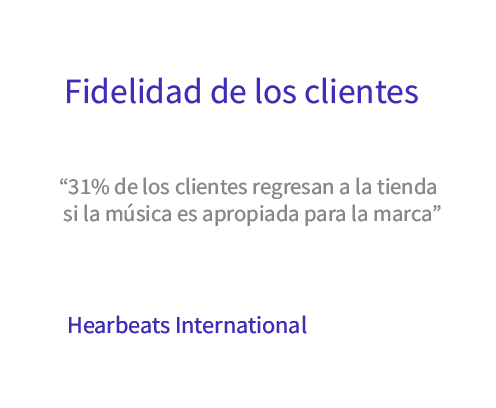 Fidelidad de los clientes
“31% de los clientes regresan a la tienda
si la música es apropiada para la marca”
Hearbeats International